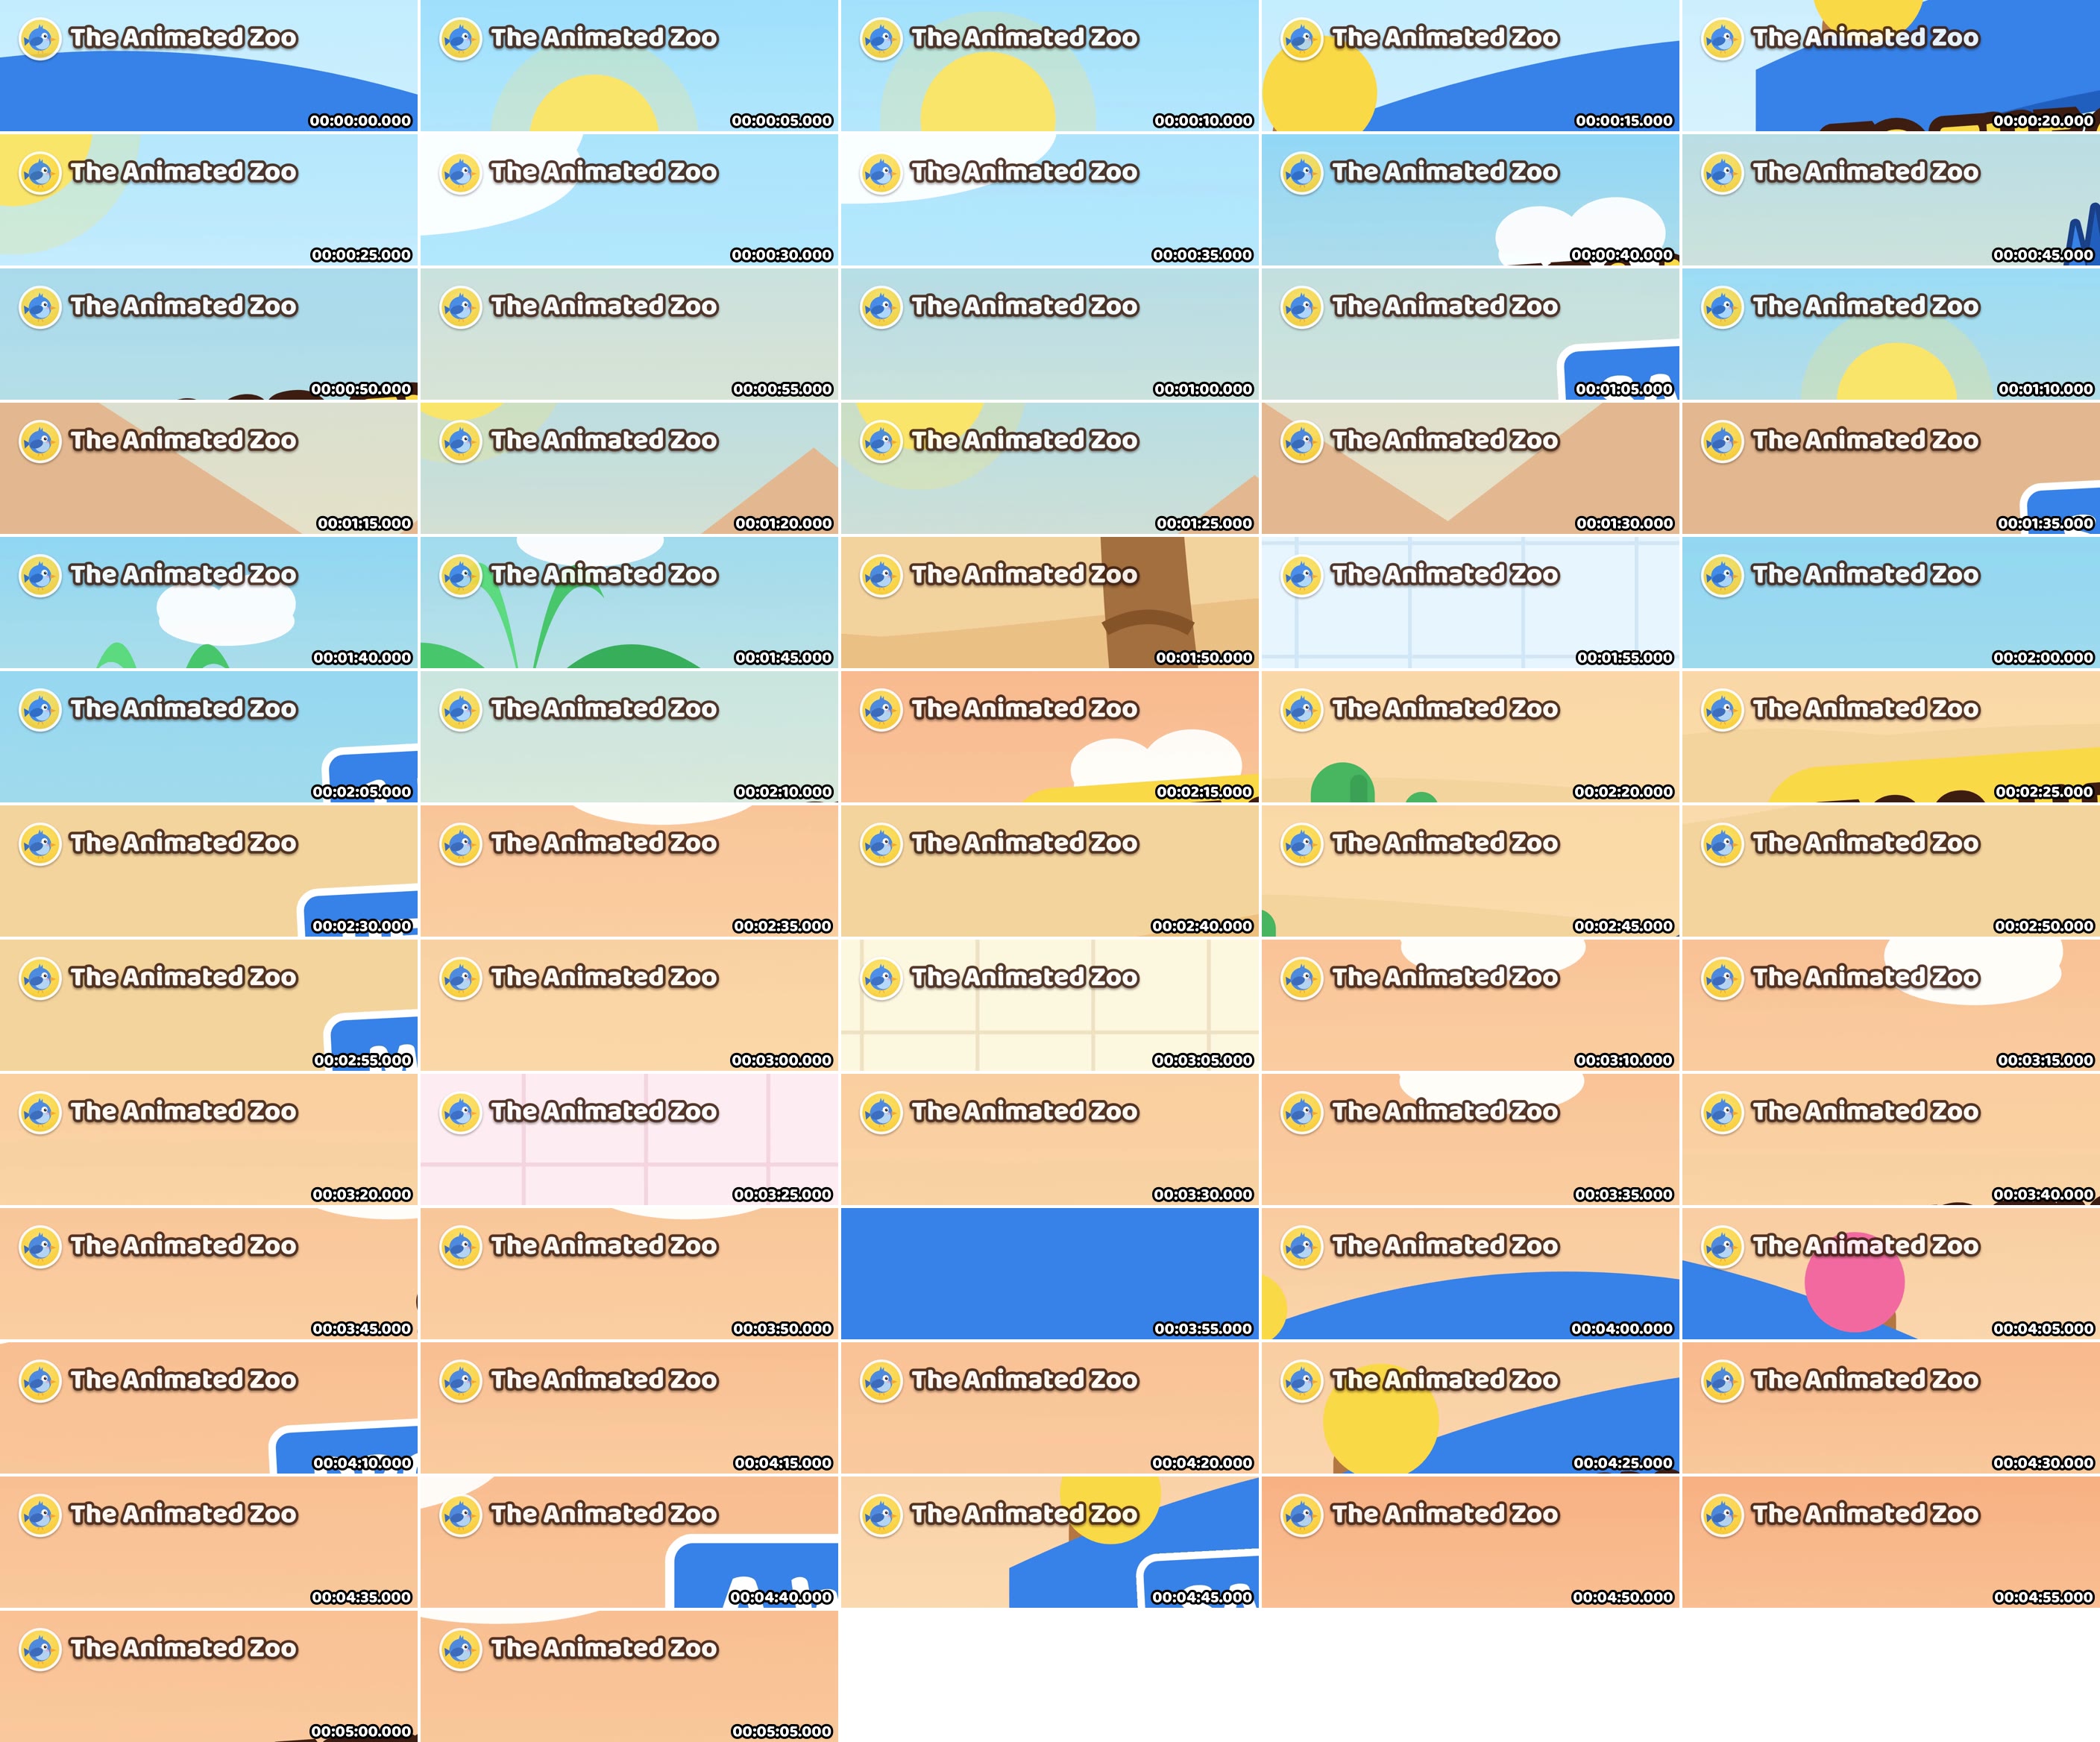 The Animated Zoo
00:00:00.000
The Animated Zoo
00:00:05.000
The Animated Zoo
00:00:10.000
The Animated Zoo
00:00:15.000
The Animated Zoo
00:00:20.000
The Animated Zoo
00:00:25.000
The Animated Zoo
00:00:30.000
The Animated Zoo
00:00:35.000
The Animated Zoo
00:00:40.000
The Animated Zoo
00:00:45.000
The Animated Zoo
00:00:50.000
The Animated Zoo
00:00:55.000
The Animated Zoo
00:01:00.000
The Animated Zoo
00:01:05.000
The Animated Zoo
00:01:10.000
The Animated Zoo
00:01:15.000
The Animated Zoo
00:01:20.000
The Animated Zoo
00:01:25.000
The Animated Zoo
00:01:30.000
The Animated Zoo
00:01:35.000
The Animated Zoo
00:01:40.000
The Animated Zoo
00:01:45.000
The Animated Zoo
00:01:50.000
The Animated Zoo
00:01:55.000
The Animated Zoo
00:02:00.000
The Animated Zoo
00:02:05.000
The Animated Zoo
00:02:10.000
The Animated Zoo
00:02:15.000
The Animated Zoo
00:02:20.000
The Animated Zoo
00:02:25.000
The Animated Zoo
00:02:30.000
The Animated Zoo
00:02:35.000
The Animated Zoo
00:02:40.000
The Animated Zoo
00:02:45.000
The Animated Zoo
00:02:50.000
The Animated Zoo
00:02:55.000
The Animated Zoo
00:03:00.000
The Animated Zoo
00:03:05.000
The Animated Zoo
00:03:10.000
The Animated Zoo
00:03:15.000
The Animated Zoo
00:03:20.000
The Animated Zoo
00:03:25.000
The Animated Zoo
00:03:30.000
The Animated Zoo
00:03:35.000
The Animated Zoo
00:03:40.000
The Animated Zoo
00:03:45.000
The Animated Zoo
00:03:50.000
00:03:55.000
The Animated Zoo
00:04:00.000
The Animated Zoo
00:04:05.000
The Animated Zoo
00:04:10.000
The Animated Zoo
00:04:15.000
The Animated Zoo
00:04:20.000
The Animated Zoo
00:04:25.000
The Animated Zoo
00:04:30.000
The Animated Zoo
00:04:35.000
The Animated Zoo
00:04:40.000
The Animated Zoo
00:04:45.000
The Animated Zoo
00:04:50.000
The Animated Zoo
00:04:55.000
The Animated Zoo
00:05:00.000
The Animated Zoo
00:05:05.000